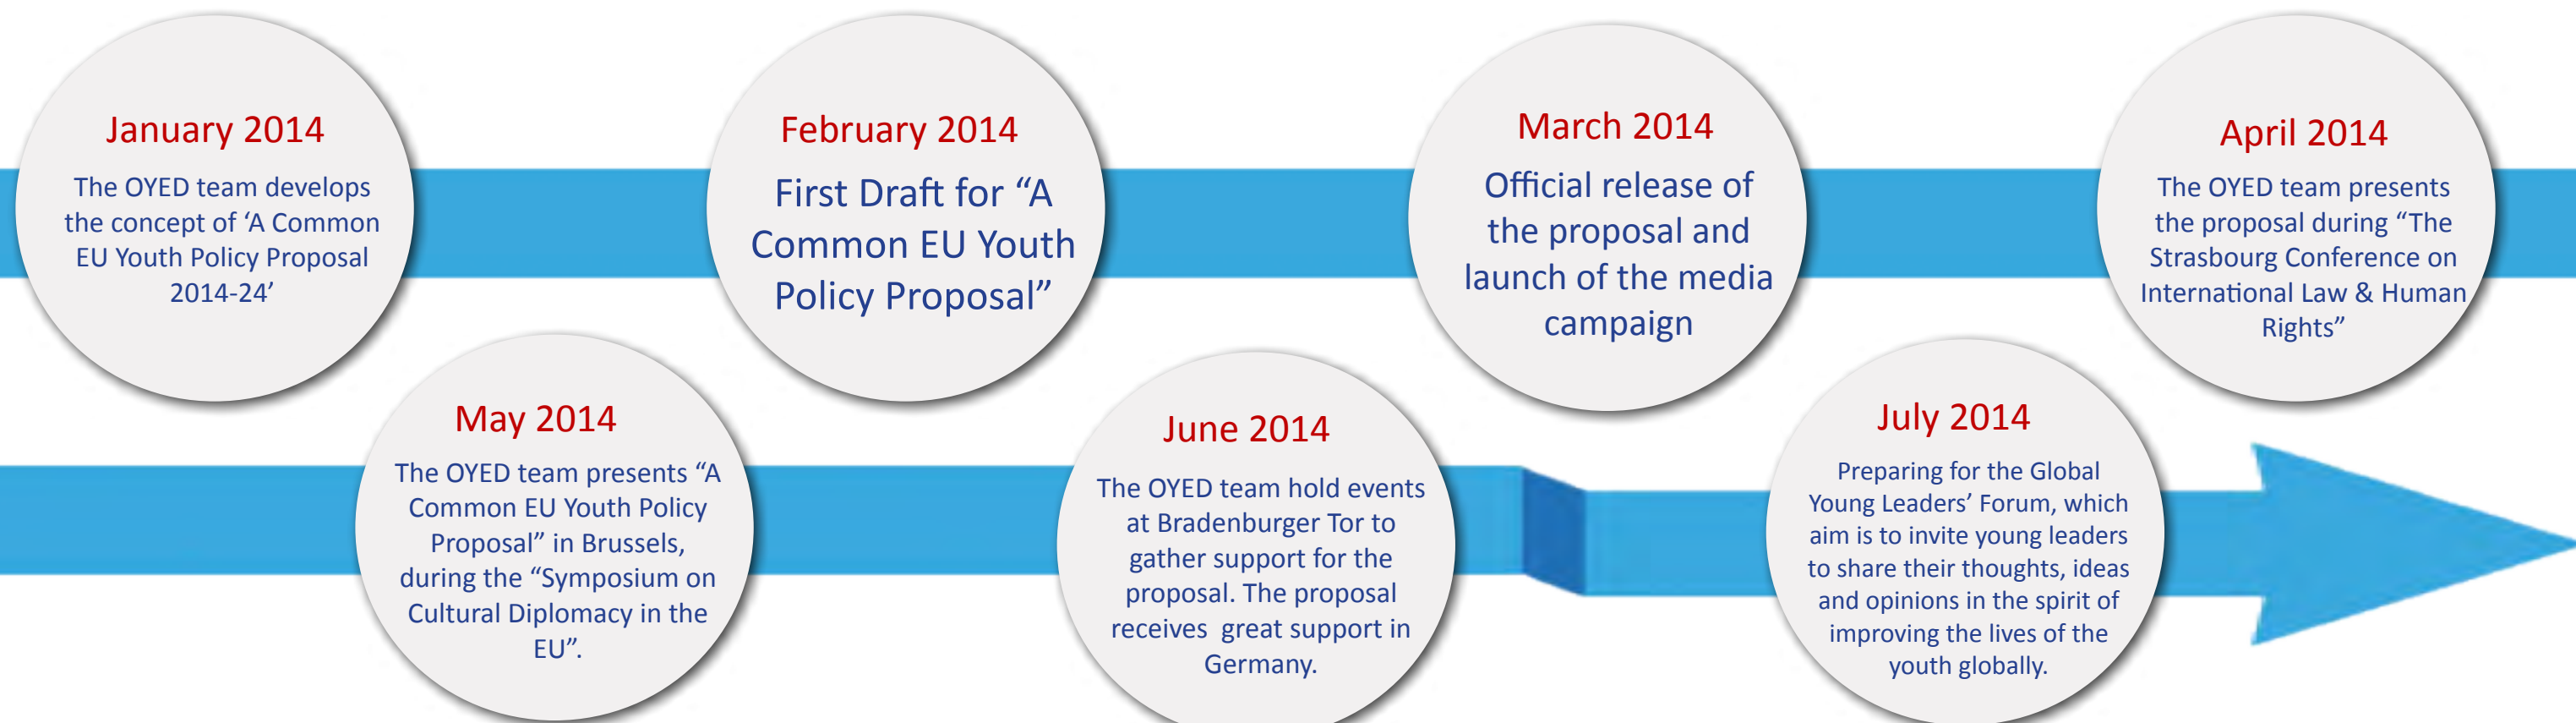 January 2014
The OYED team develops
the concept of ‘A Common
EU Youth Policy Proposal
2014-24’
February 2014
First Draft for “A
Common EU Youth
Policy Proposal”
March 2014
Official release of
the proposal and
launch of the media
campaign
April 2014
The OYED team presents
the proposal during “The
Strasbourg Conference on
International Law & Human
Rights”
May 2014
The OYED team presents “A
Common EU Youth Policy
Proposal” in Brussels,
during the “Symposium on
Cultural Diplomacy in the
EU”.
June 2014
The OYED team hold events
at Bradenburger Tor to
gather support for the
proposal. The proposal
receives great support in
Germany.
July 2014
Preparing for the Global
Young Leaders’ Forum, which
aim is to invite young leaders
to share their thoughts, ideas
and opinions in the spirit of
improving the lives of the
youth globally.